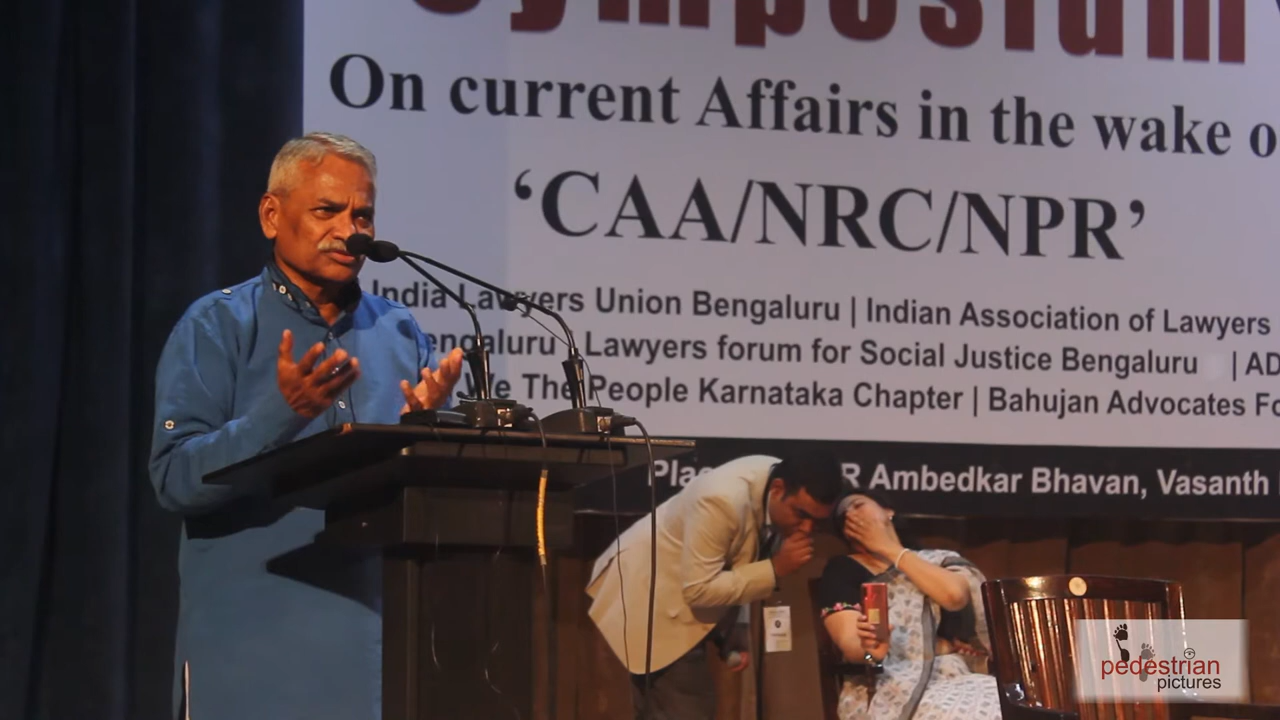 Symposium
On current Affairs in the wake o
‘CAA/NRC/NPR’
India Lawyers Union Bengaluru | Indian Association of Lawyers
engaluru Lawyers forum for Social Justice Bengaluru | AD
We The People Karnataka Chapter | Bahujan Advocates Fo
R Ambedkar Bhavan, Vasanth
pedestrian
pictures